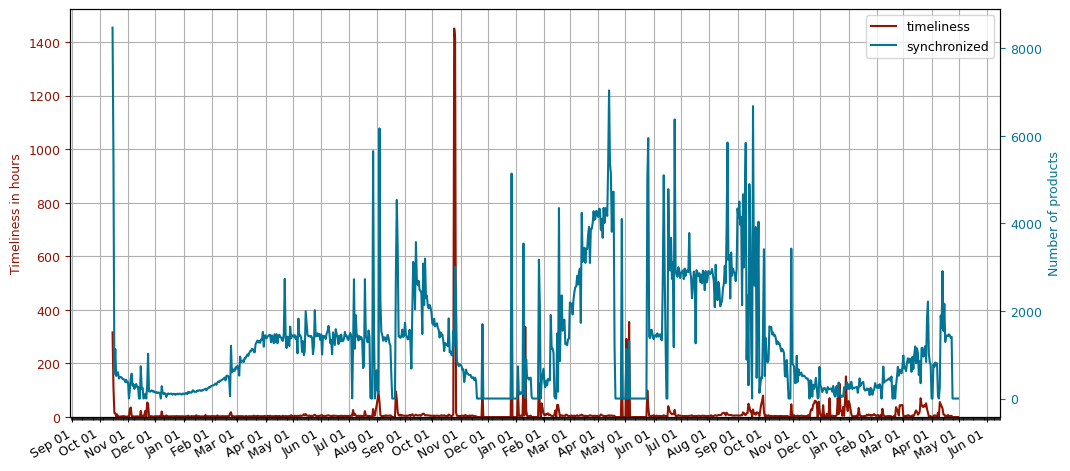 timeliness
synchronized
Timeliness in hours
1400
1200
1000
800
600
400
200
0
Number of products
8000
6000
4000
2000
0
Sep 01
Oct 01
Nov 01
Dec 01
Jan 01
Feb 01
Mar 01
Apr 01
May 01
Jun 01
Jul 01
Aug 01
Sep 01
Oct 01
Nov 01
Dec 01
Jan 01
Feb 01
Mar 01
Apr 01
May 01
Jun 01
Jul 01
Aug 01
Sep 01
Oct 01
Nov 01
Dec 01
Jan 01
Feb 01
Mar 01
Apr 01
May 01
Jun 01